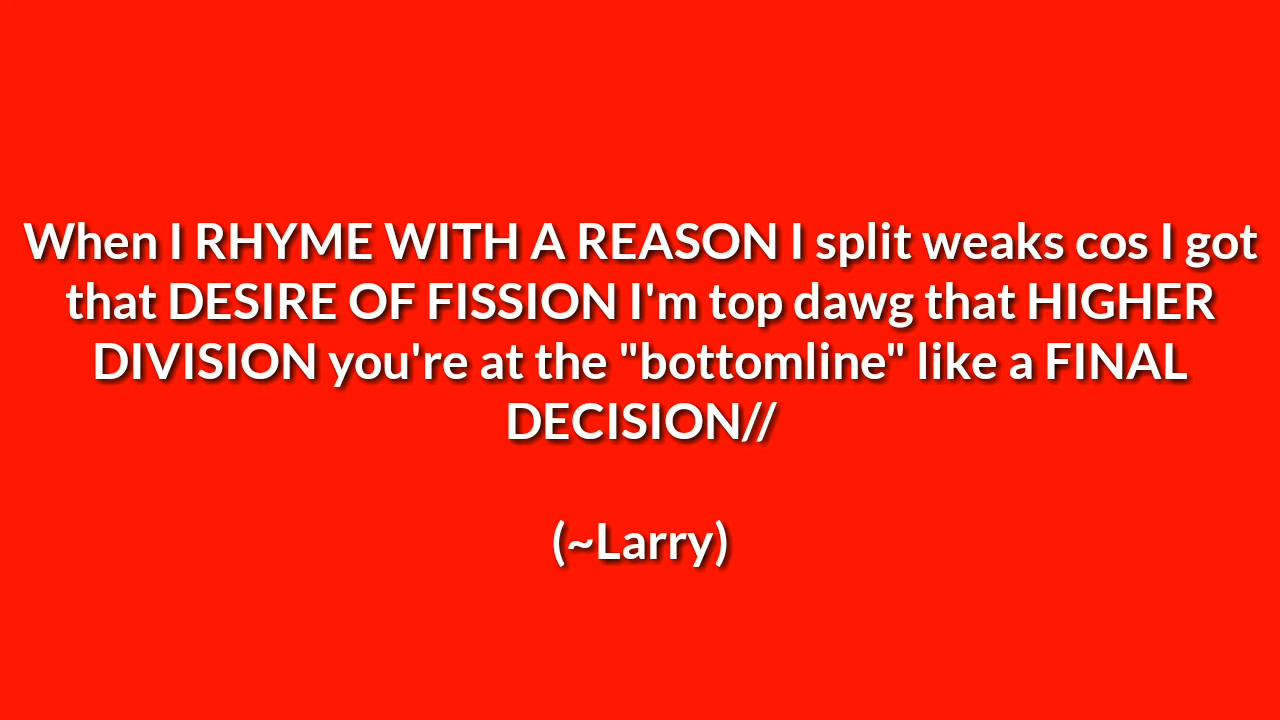 When I RHYME WITH A REASON I split weaks cos I got
that DESIRE OF FISSION I'm top dawg that HIGHER
DIVISION you're at the "bottomline" like a FINAL
DECISION//
(~Larry)